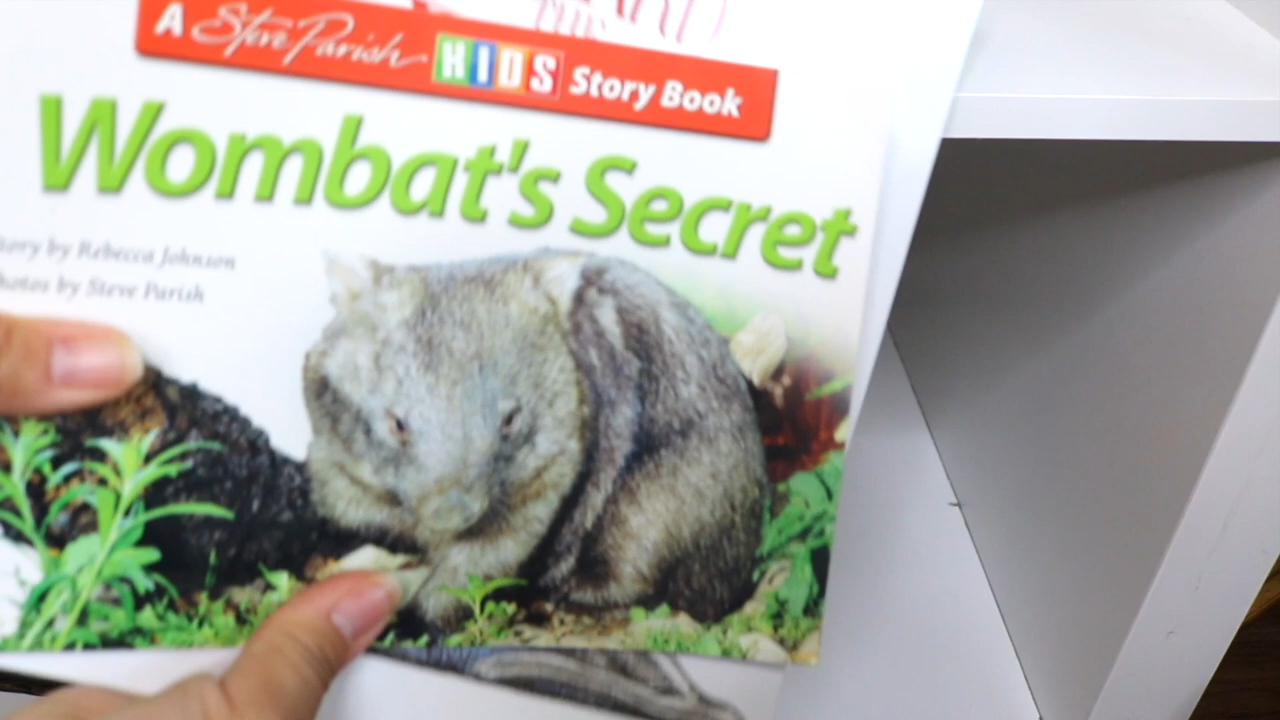 A Steve Parish KIDS Story Book
Wombat's Secret
Story by Rebecca Johnson
Photos by Steve Parish